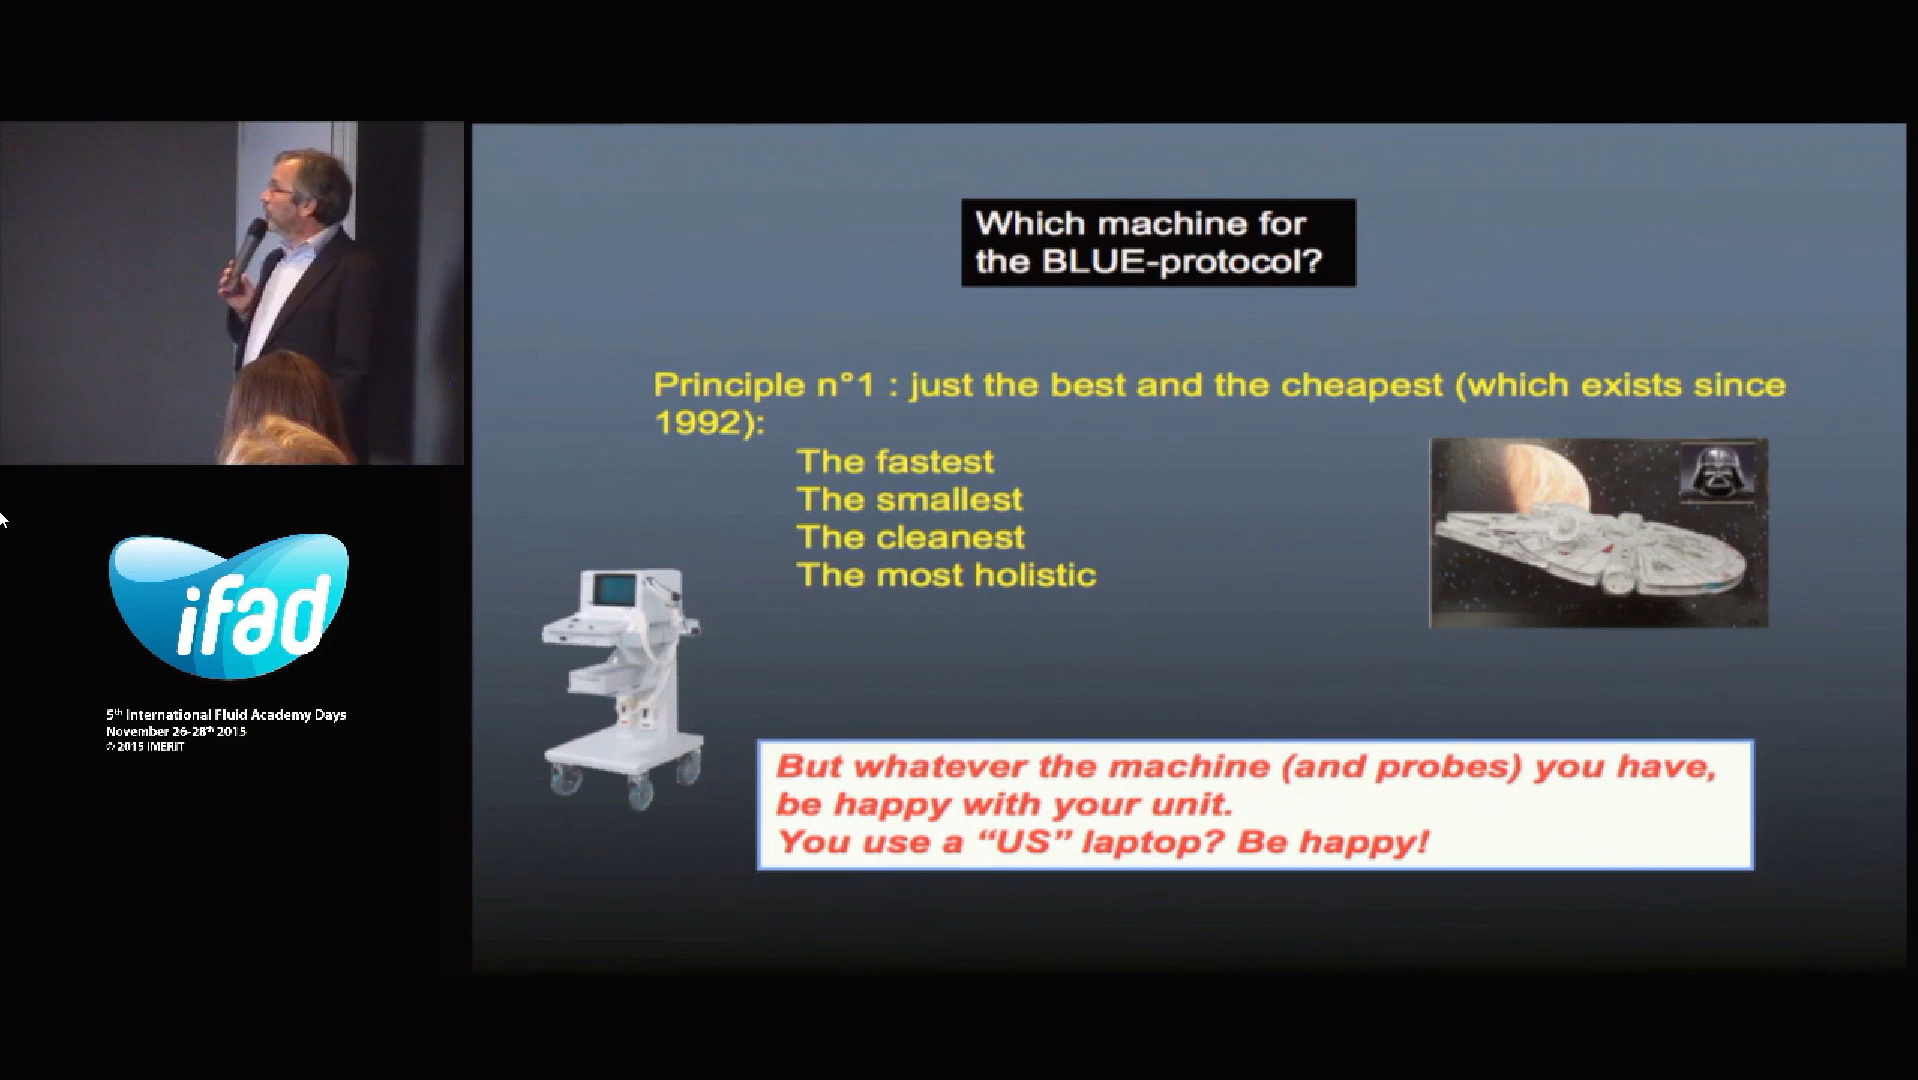 Which machine for
the BLUE-protocol?
Principle n°1 : just the best and the cheapest (which exists since
1992):
The fastest
The smallest
The cleanest
The most holistic
But whatever the machine (and probes) you have,
be happy with your unit.
You use a “US” laptop? Be happy!
ifad
5th International Fluid Academy Days
November 26-28th 2015
© 2015 IMERIT